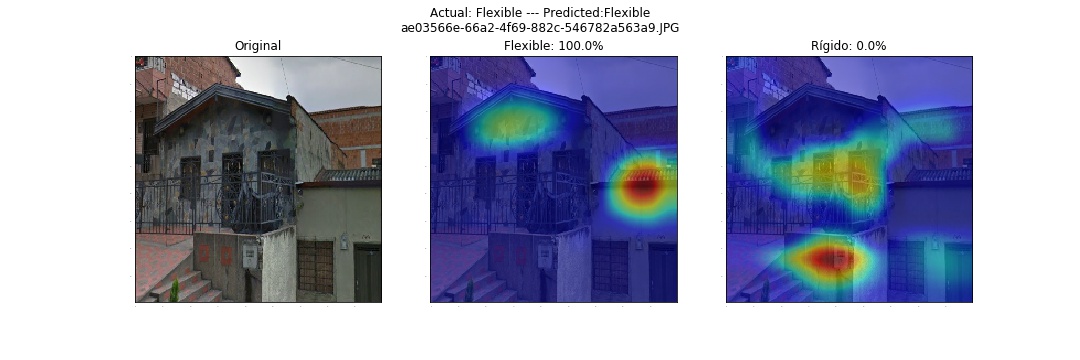 Actual: Flexible --- Predicted:Flexible
ae03566e-66a2-4f69-882c-546782a563a9.JPG
Original
Flexible: 100.0%
Rígido: 0.0%